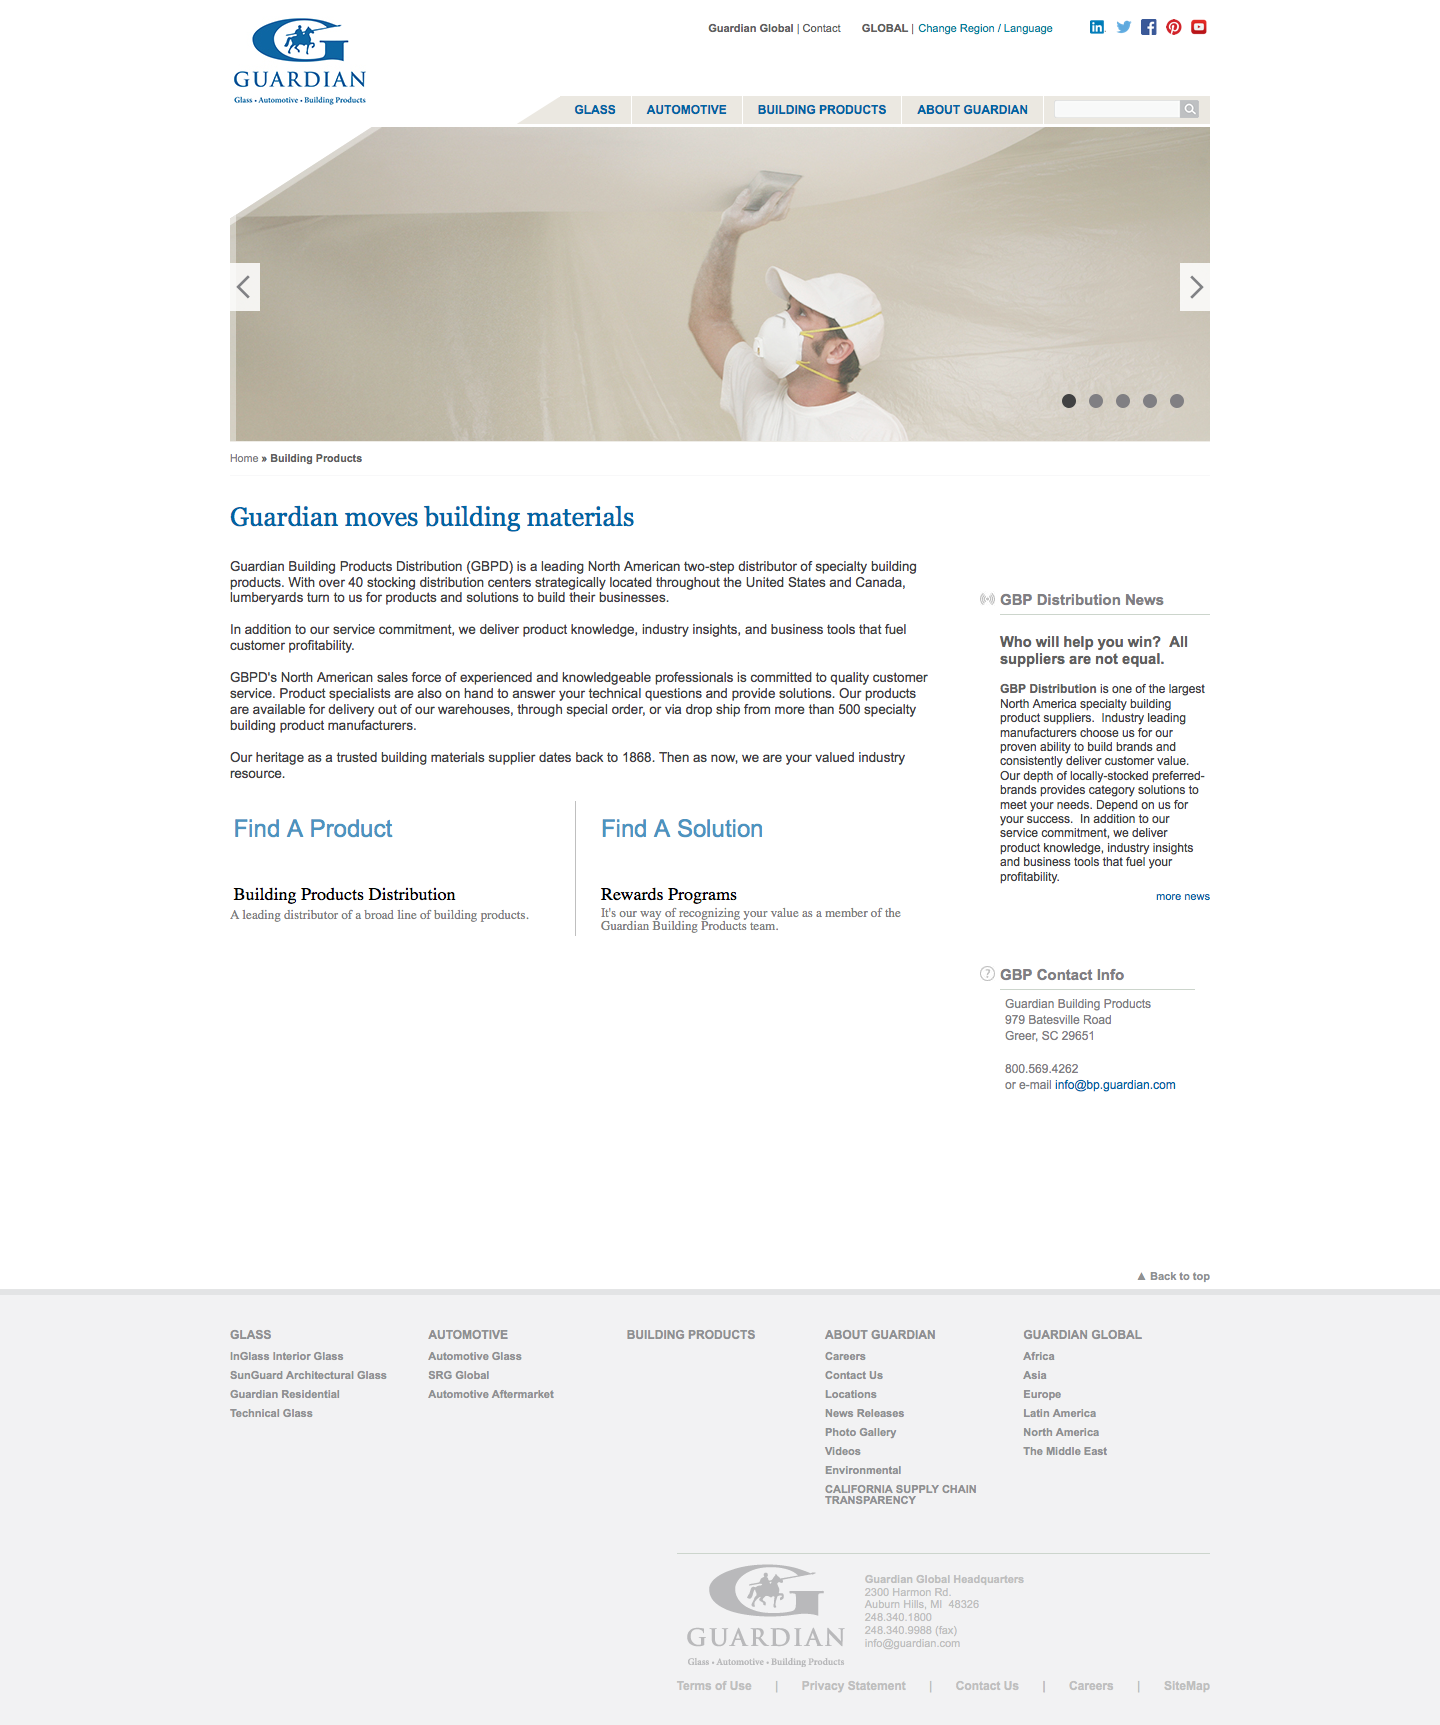 GUARDIAN
Glass • Automotive • Building Products
Guardian Global | Contact
GLOBAL | Change Region / Language
GLASS
AUTOMOTIVE
BUILDING PRODUCTS
ABOUT GUARDIAN
Home » Building Products
Guardian moves building materials
Guardian Building Products Distribution (GBPD) is a leading North American two-step distributor of specialty building
products. With over 40 stocking distribution centers strategically located throughout the United States and Canada,
lumberyards turn to us for products and solutions to build their businesses.
In addition to our service commitment, we deliver product knowledge, industry insights, and business tools that fuel
customer profitability.
GBPD's North American sales force of experienced and knowledgeable professionals is committed to quality customer
service. Product specialists are also on hand to answer your technical questions and provide solutions. Our products
are available for delivery out of our warehouses, through special order, or via drop ship from more than 500 specialty
building product manufacturers.
Our heritage as a trusted building materials supplier dates back to 1868. Then as now, we are your valued industry
resource.
Find A Product
Building Products Distribution
A leading distributor of a broad line of building products.
Find A Solution
Rewards Programs
It's our way of recognizing your value as a member of the
Guardian Building Products team.
GBP Distribution News
Who will help you win?  All
suppliers are not equal.
GBP Distribution is one of the largest
North America specialty building
product suppliers.  Industry leading
manufacturers choose us for our
proven ability to build brands and
consistently deliver customer value.
Our depth of locally-stocked preferred-
brands provides category solutions to
meet your needs. Depend on us for
your success.  In addition to our
service commitment, we deliver
product knowledge, industry insights
and business tools that fuel your
profitability.
more news
GBP Contact Info
Guardian Building Products
979 Batesville Road
Greer, SC 29651
800.569.4262
or e-mail info@bp.guardian.com
▲ Back to top
GLASS
InGlass Interior Glass
SunGuard Architectural Glass
Guardian Residential
Technical Glass
AUTOMOTIVE
Automotive Glass
SRG Global
Automotive Aftermarket
BUILDING PRODUCTS
ABOUT GUARDIAN
Careers
Contact Us
Locations
News Releases
Photo Gallery
Videos
Environmental
CALIFORNIA SUPPLY CHAIN
TRANSPARENCY
GUARDIAN GLOBAL
Africa
Asia
Europe
Latin America
North America
The Middle East
GUARDIAN
Glass • Automotive • Building Products
Guardian Global Headquarters
2300 Harmon Rd.
Auburn Hills, MI  48326
248.340.1800
248.340.9988 (fax)
info@guardian.com
Terms of Use | Privacy Statement | Contact Us | Careers | SiteMap